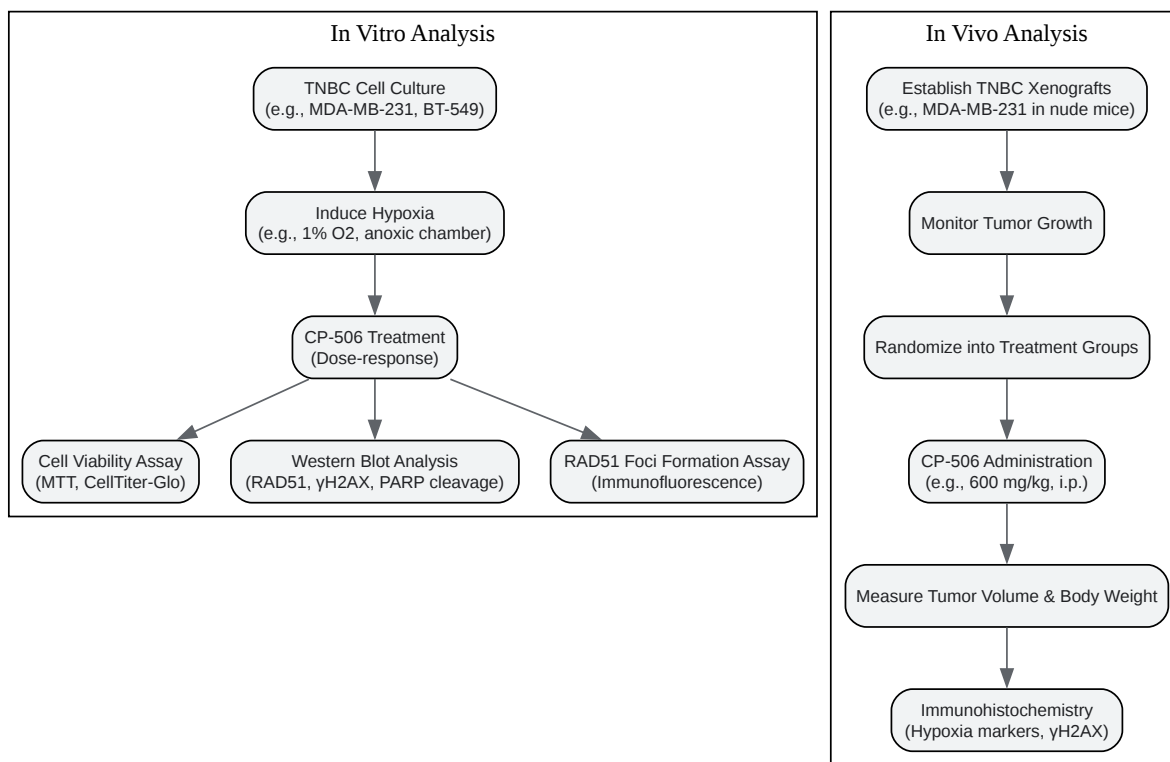 In Vitro Analysis
TNBC Cell Culture
(e.g., MDA-MB-231, BT-549)
Induce Hypoxia
(e.g., 1% O2, anoxic chamber)
CP-506 Treatment
(Dose-response)
Cell Viability Assay
(MTT, CellTiter-Glo)
Western Blot Analysis
(RAD51, γH2AX, PARP cleavage)
RAD51 Foci Formation Assay
(Immunofluorescence)
In Vivo Analysis
Establish TNBC Xenografts
(e.g., MDA-MB-231 in nude mice)
Monitor Tumor Growth
Randomize into Treatment Groups
CP-506 Administration
(e.g., 600 mg/kg, i.p.)
Measure Tumor Volume & Body Weight
Immunohistochemistry
(Hypoxia markers, γH2AX)